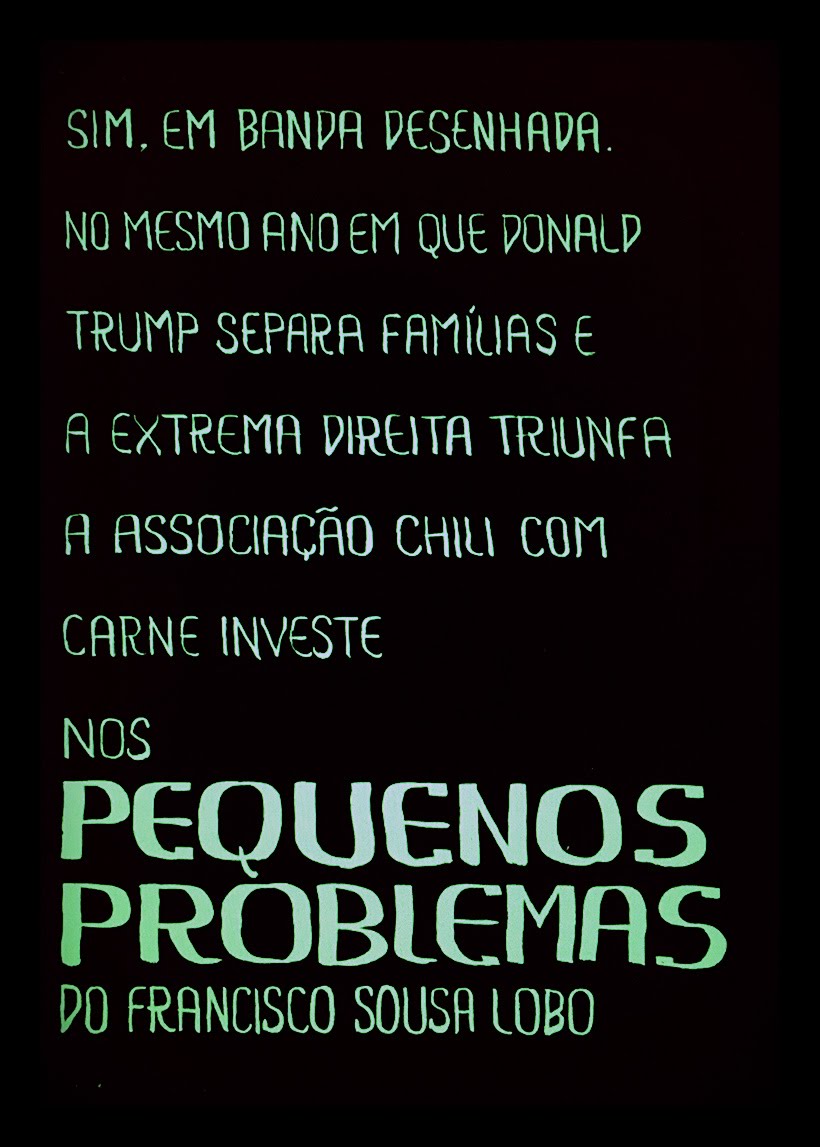 SIM, EM BANDA DESENHADA.
NO MESMO ANO EM QUE DONALD
TRUMP SEPARA FAMÍLIAS E
A EXTREMA DIREITA TRIUNFA
A ASSOCIAÇÃO CHILI COM
CARNE INVESTE
NOS
PEQUENOS
PROBLEMAS
DO FRANCISCO SOUSA LOBO